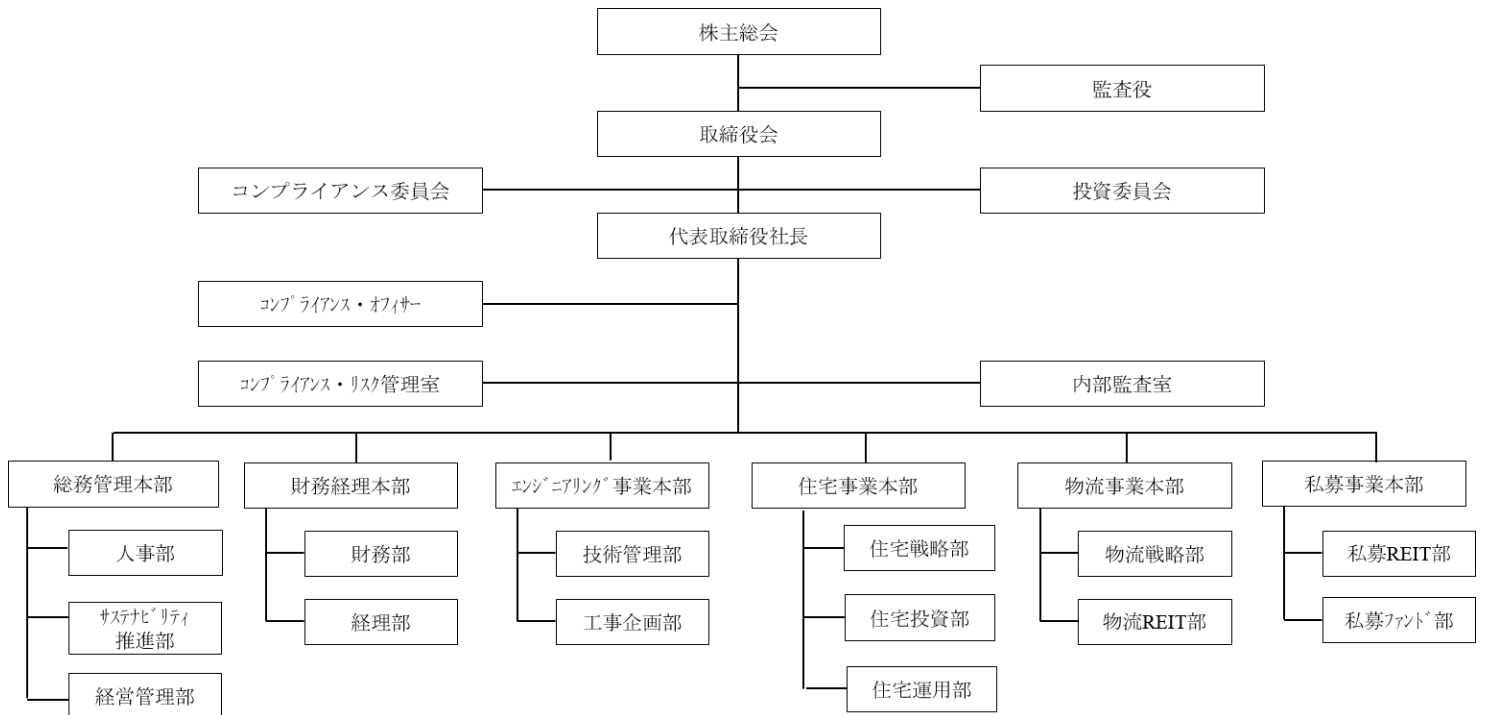 株主総会
監査役
取締役会
コンプライアンス委員会
投資委員会
代表取締役社長
ｺﾝﾌﾟﾗｲｱﾝｽ・ｵﾌｨｻｰ
ｺﾝﾌﾟﾗｲｱﾝｽ・ﾘｽｸ管理室
内部監査室
総務管理本部
財務経理本部
ｴﾝｼﾞﾆｱﾘﾝｸﾞ事業本部
住宅事業本部
物流事業本部
私募事業本部
人事部
財務部
技術管理部
住宅戦略部
物流戦略部
私募REIT部
ｻｽﾃﾅﾋﾞﾘﾃｨ
推進部
経理部
工事企画部
住宅投資部
物流REIT部
私募ﾌｧﾝﾄﾞ部
経営管理部
住宅運用部